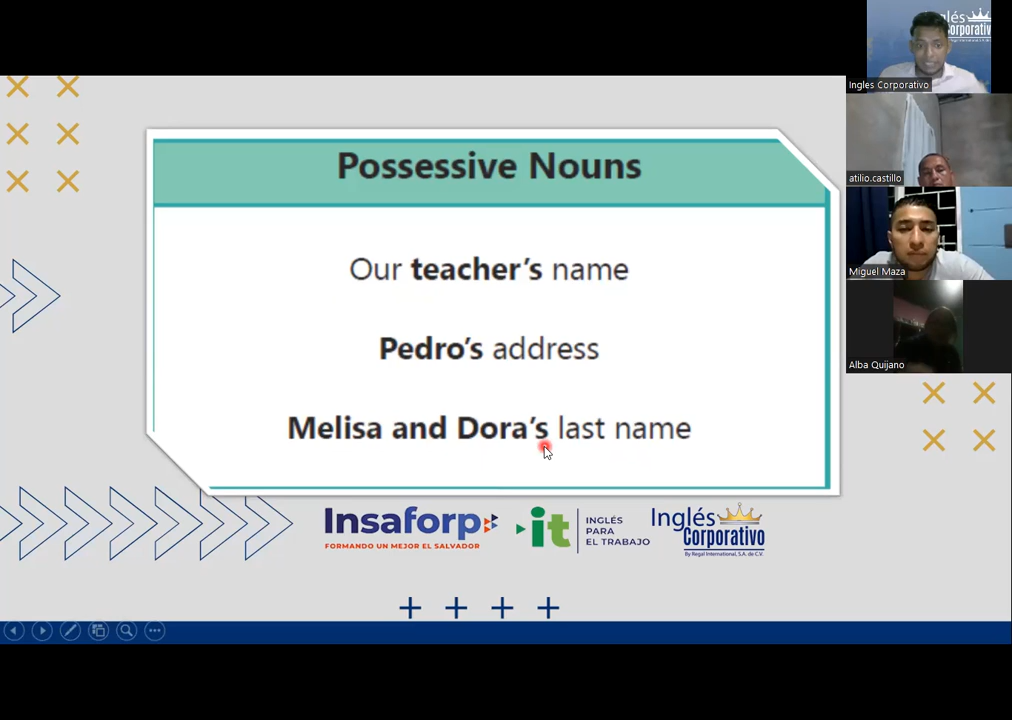 Possessive Nouns
Our teacher's name
Pedro's address
Melisa and Dora's last name
Insaforp
FORMANDO UN MEJOR EL SALVADOR
it
INGLÉS
PARA
EL TRABAJO
Inglés
Corporativo
By Regal International, S.A. de C.V.
glés
Corporativo
Ingles Corporativo
atilio.castillo
Miguel Maza
Alba Quijano